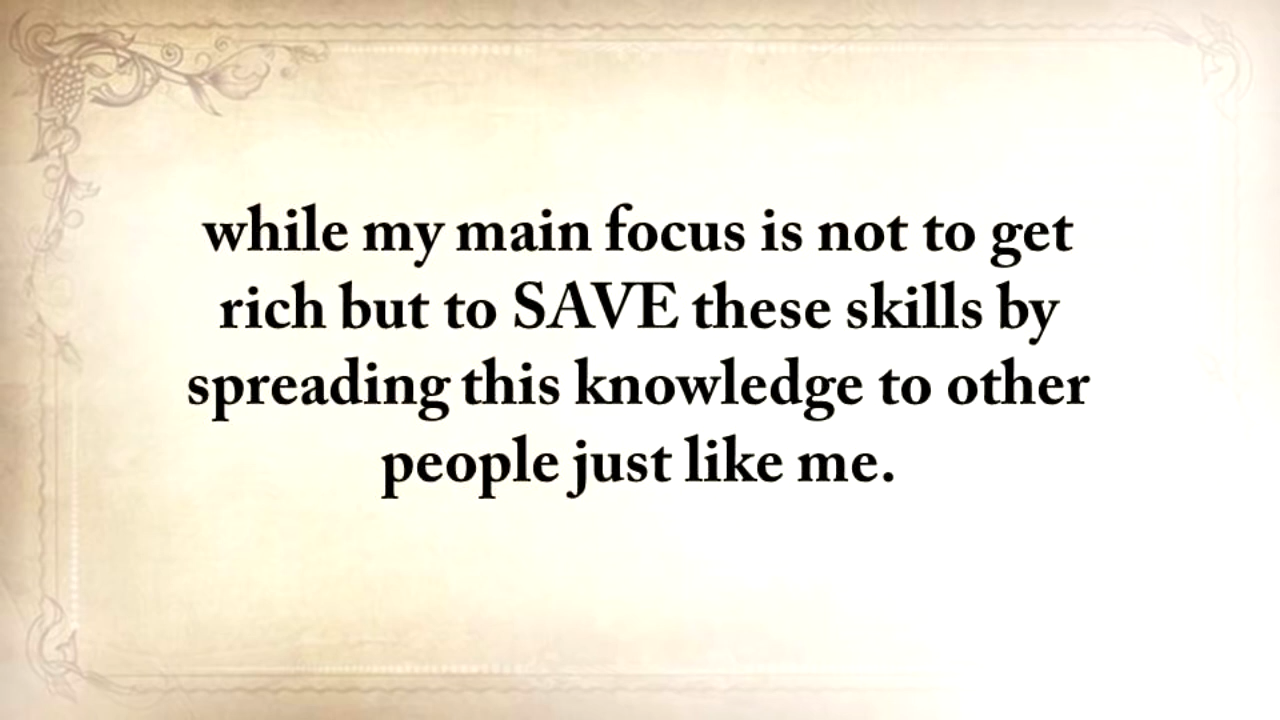 while my main focus is not to get
rich but to SAVE these skills by
spreading this knowledge to other
people just like me.